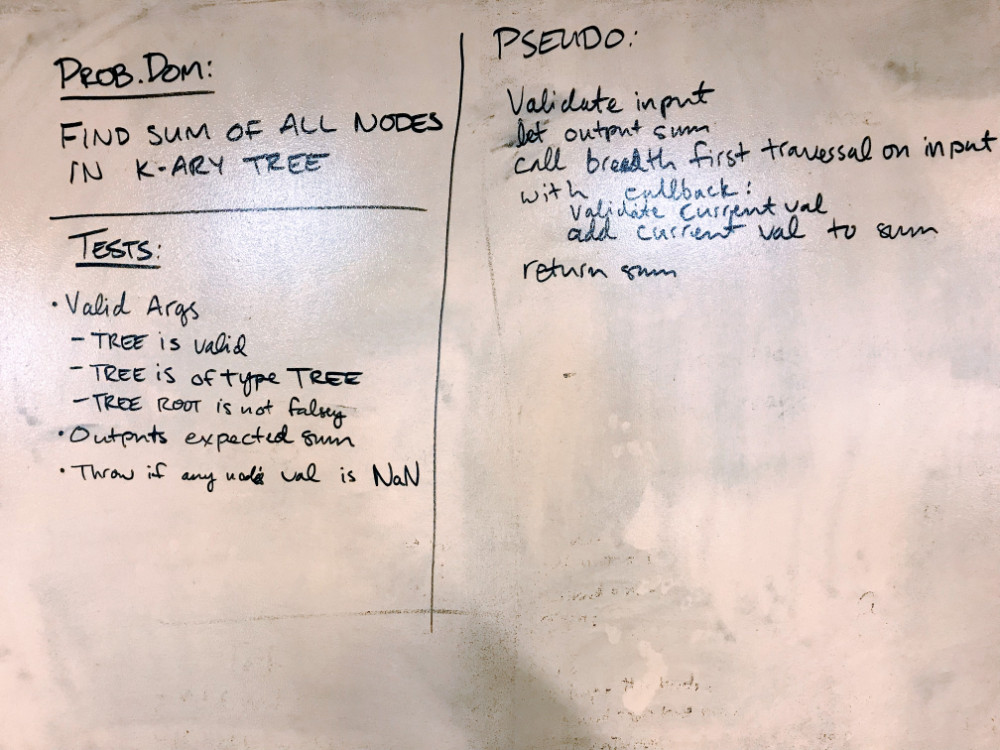 PROB. DOM:
FIND SUM OF ALL NODES
IN K-ARY TREE
TESTS:
• Valid Args
- TREE is valid
- TREE is of type TREE
- TREE ROOT is not falsey
• Outputs expected sum
• Throw if any node's val is NaN
PSEUDO:
Validate input
let output sum
call breadth first traversal on input
with callback:
validate current val
add current val to sum
return sum